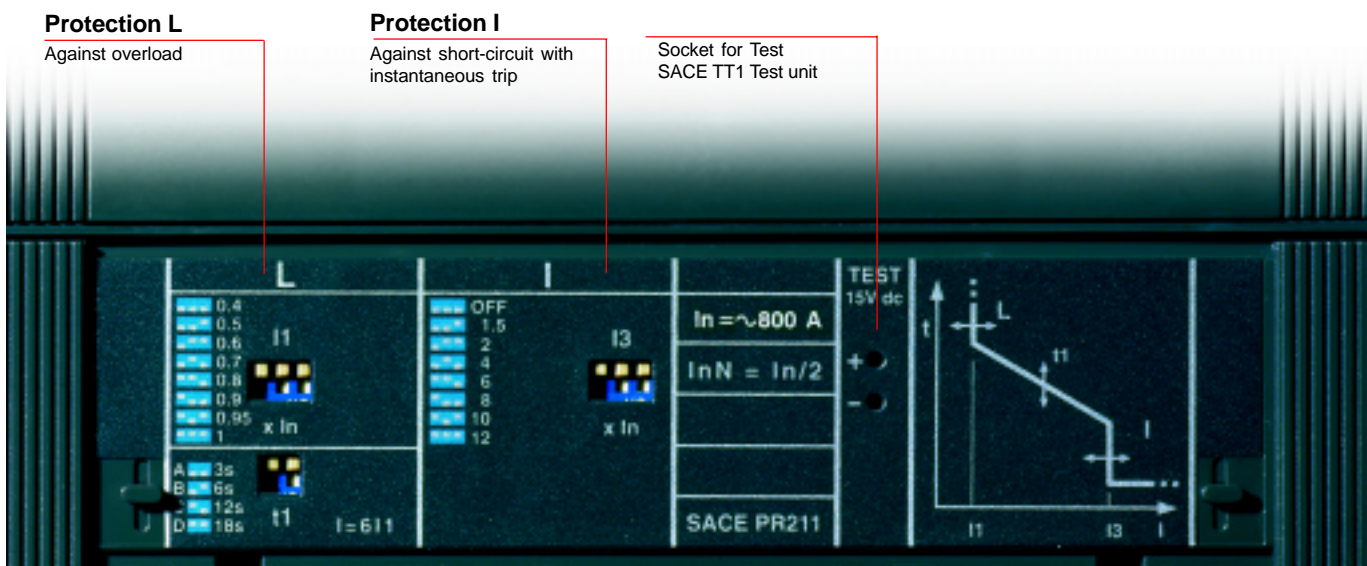 Protection L
Against overload
Protection I
Against short-circuit with
instantaneous trip
Socket for Test
SACE TT1 Test unit
L
0.4
0.5
0.6
0.7
0.8
0.9
0.95
1
I1
x In
A 3s
B 6s
12s
D 18s
t1
I=6I1
I
OFF
1.5
2
4
6
8
10
12
I3
x In
In =~800 A
InN = In/2
SACE PR211
TEST
15V dc
+
-
t
L
t1
I
I1
I3
I